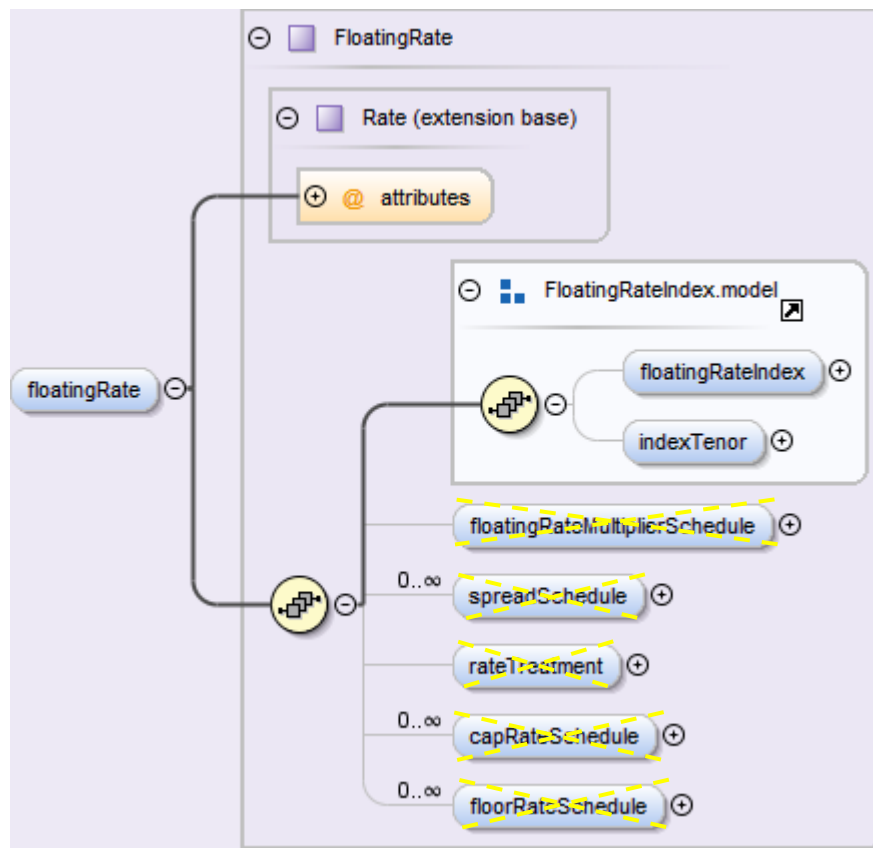 FloatingRate
Rate (extension base)
@ attributes
FloatingRateIndex.model
floatingRate
floatingRateIndex
indexTenor
floatingRateMultiplierSchedule
0..∞
spreadSchedule
rateTreatment
0..∞
capRateSchedule
0..∞
floorRateSchedule